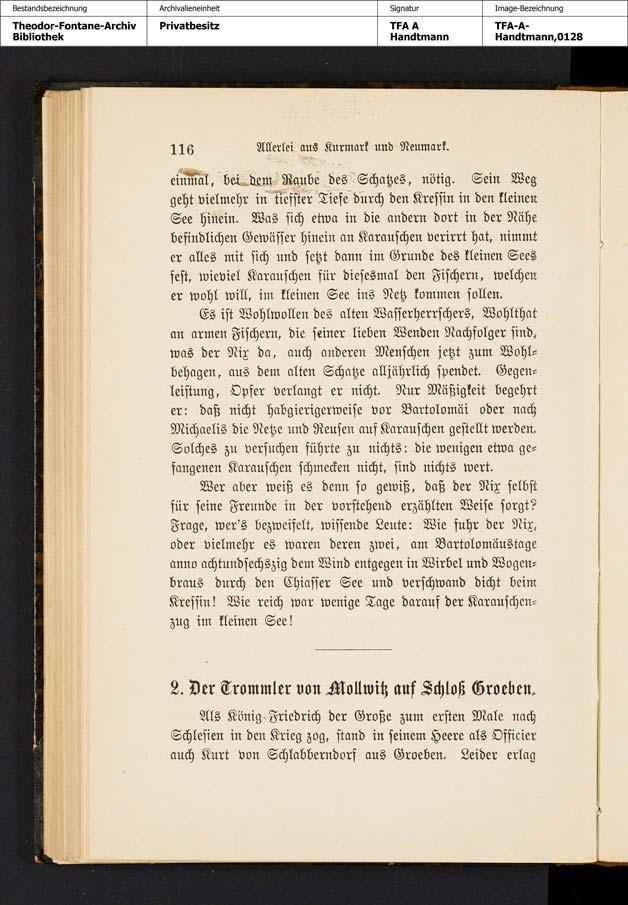 Bestandsbezeichnung Archivalieneinheit Signatur Image-Bezeichnung
Theodor-Fontane-Archiv Privatbesitz TFA A TFA-A-
Bibliothek Handtmann Handtmann,0128
116 Allerlei aus Kurmark und Neumark.
einmal, bei dem Raube des Schatzes, nötig. Sein Weg
geht vielmehr in tiefster Tiefe durch den Kressin in den kleinen
See hinein. Was sich etwa in die andern dort in der Nähe
befindlichen Gewässer hinein an Karauschen verirrt hat, nimmt
er alles mit sich und setzt dann im Grunde des kleinen Sees
fest, wieviel Karauschen für diesesmal den Fischern, welchen
er wohl will, im kleinen See ins Netz kommen sollen.
Es ist Wohlwollen des alten Wasserherrschers, Wohlthat
an armen Fischern, die seiner lieben Wenden Nachfolger sind,
was der Nix da, auch anderen Menschen jetzt zum Wohl-
behagen, aus dem alten Schatze alljährlich spendet. Gegen-
leistung, Opfer verlangt er nicht. Nur Mäßigkeit begehrt
er: daß nicht habgierigerweise vor Bartolomäi oder nach
Michaelis die Netze und Reusen auf Karauschen gestellt werden.
Solches zu versuchen führte zu nichts: die wenigen etwa ge-
fangenen Karauschen schmecken nicht, sind nichts wert.
Wer aber weiß es denn so gewiß, daß der Nix selbst
für seine Freunde in der vorstehend erzählten Weise sorgt?
Frage, wer's bezweifelt, wissende Leute: Wie fuhr der Nix,
oder vielmehr es waren deren zwei, am Bartolomäustage
anno achtundsechszig dem Wind entgegen in Wirbel und Wogen-
braus durch den Chiasser See und verschwand dicht beim
Kressin! Wie reich war wenige Tage darauf der Karauschen-
zug im kleinen See!
2. Der Trommler von Mollwitz auf Schloß Groeben.
Als König Friedrich der Große zum ersten Male nach
Schlesien in den Krieg zog, stand in seinem Heere als Officier
auch Kurt von Schlabberndorf aus Groeben. Leider erlag